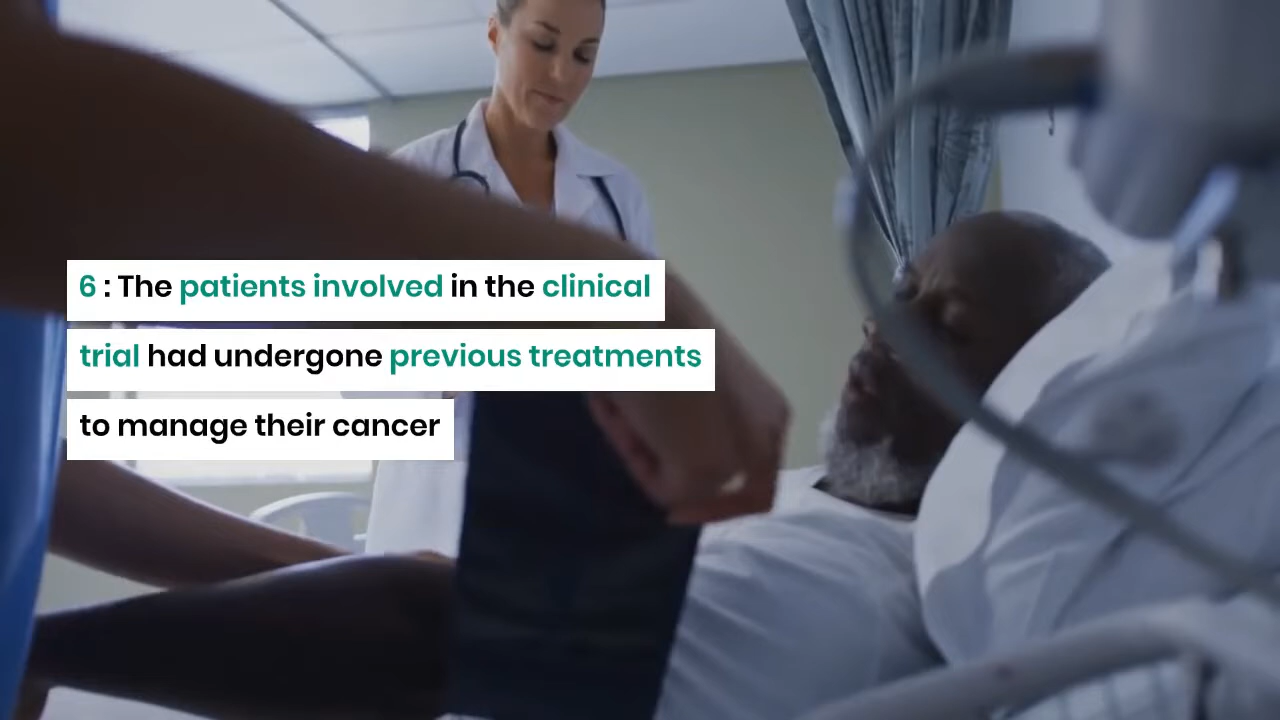 6 : The patients involved in the clinical
trial had undergone previous treatments
to manage their cancer